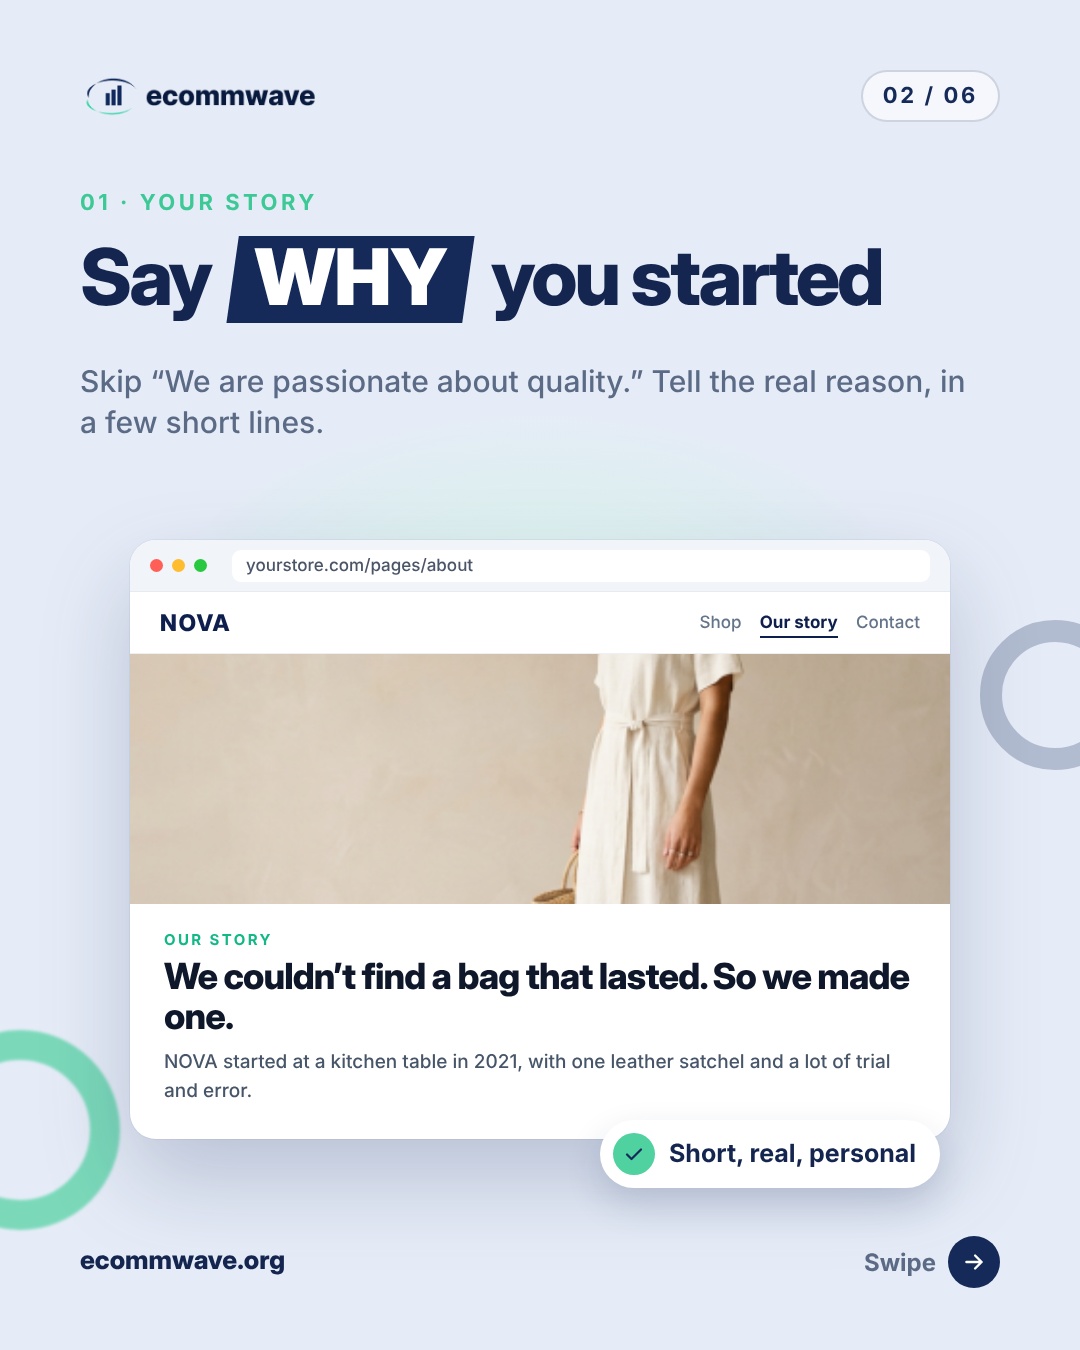 ecommwave
02 / 06
01 · YOUR STORY
Say WHY you started
Skip “We are passionate about quality.” Tell the real reason, in
a few short lines.
yourstore.com/pages/about
NOVA
Shop Our story Contact
OUR STORY
We couldn’t find a bag that lasted. So we made
one.
NOVA started at a kitchen table in 2021, with one leather satchel and a lot of trial
and error.
Short, real, personal
ecommwave.org
Swipe